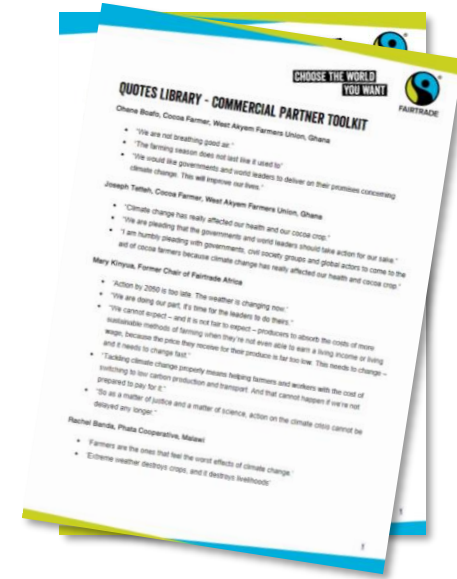 CHOOSE THE WORLD
YOU WANT
FAIRTRADE
QUOTES LIBRARY - COMMERCIAL PARTNER TOOLKIT
Ohene Boafo, Cocoa Farmer, West Akyem Farmers Union, Ghana
• "We are not breathing good air."
• "The farming season does not last like it used to"
• "We would like governments and world leaders to deliver on their promises concerning
climate change. This will improve our lives."
Joseph Tetteh, Cocoa Farmer, West Akyem Farmers Union, Ghana
• "Climate change has really affected our health and our cocoa crop."
• "We are pleading that the governments and world leaders should take action for our sake."
• "I am humbly pleading with governments, civil society groups and global actors to come to the
aid of cocoa farmers because climate change has really affected our health and cocoa crop."
Mary Kinyua, Former Chair of Fairtrade Africa
• "Action by 2050 is too late. The weather is changing now."
• "We are doing our part, it's time for the leaders to do theirs."
• "We cannot expect – and it is not fair to expect – producers to absorb the costs of more
sustainable methods of farming when they're not even able to earn a living income or living
wage, because the price they receive for their produce is far too low. This needs to change –
and it needs to change fast."
• "Tackling climate change properly means helping farmers and workers with the cost of
switching to low carbon production and transport. And that cannot happen if we're not
prepared to pay for it."
• "So as a matter of justice and a matter of science, action on the climate crisis cannot be
delayed any longer."
Rachel Banda, Phata Cooperative, Malawi
• 'Farmers are the ones that feel the worst effects of climate change.'
• 'Extreme weather destroys crops, and it destroys livelihoods'
1
1